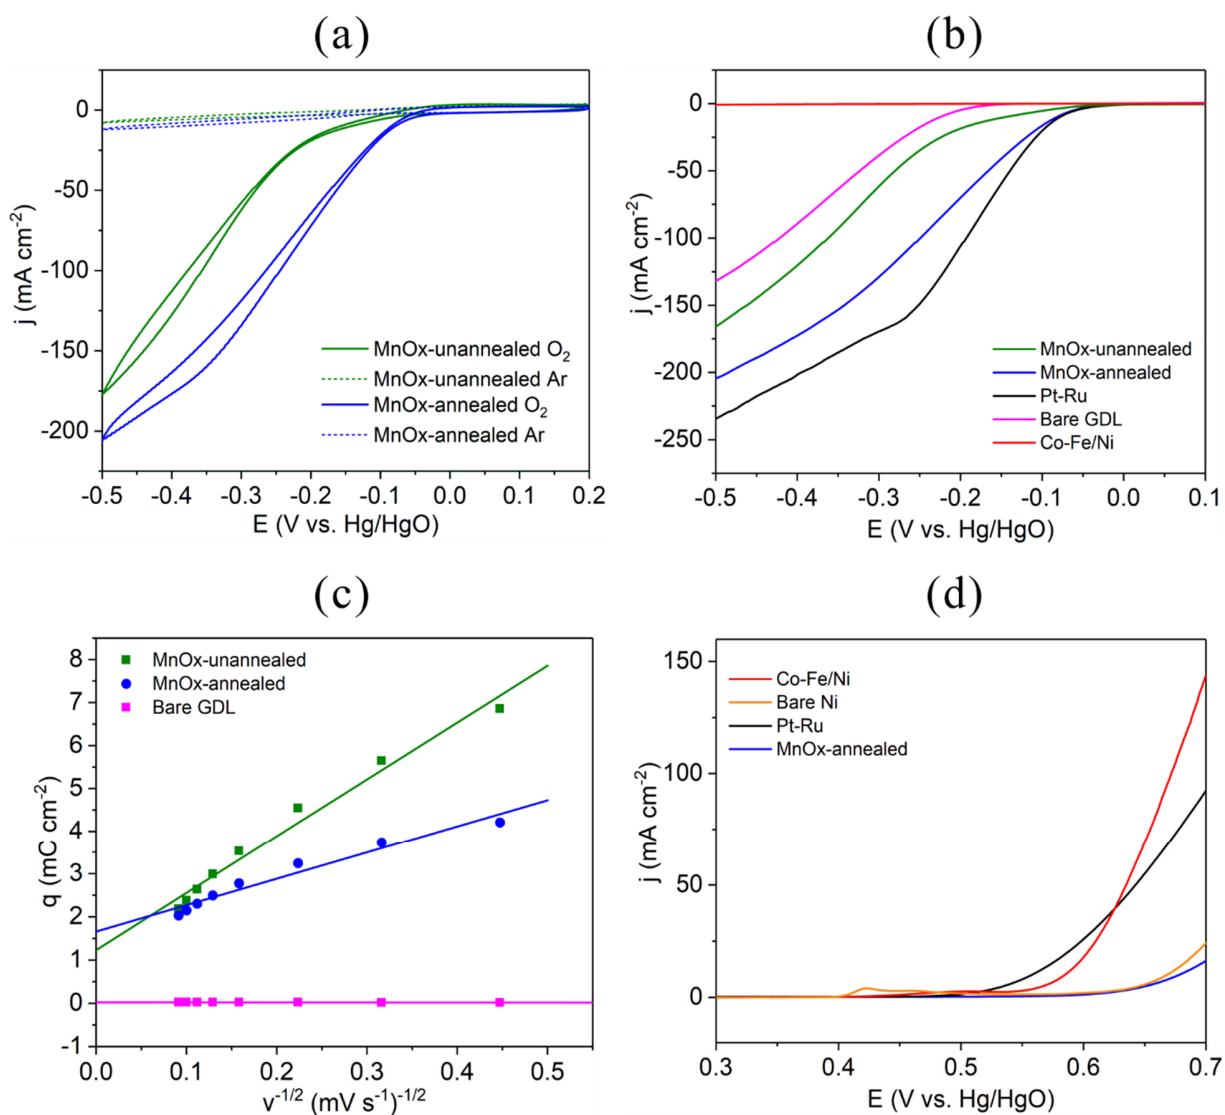 (a)
0
-50
-100
-150
-200
j (mA cm⁻²)
MnOx-unannealed O₂
MnOx-unannealed Ar
MnOx-annealed O₂
MnOx-annealed Ar
-0.5 -0.4 -0.3 -0.2 -0.1 0.0 0.1 0.2
E (V vs. Hg/HgO)
(b)
0
-50
-100
-150
-200
-250
j (mA cm⁻²)
MnOx-unannealed
MnOx-annealed
Pt-Ru
Bare GDL
Co-Fe/Ni
-0.5 -0.4 -0.3 -0.2 -0.1 0.0 0.1
E (V vs. Hg/HgO)
(c)
8
7
6
5
4
3
2
1
0
-1
q (mC cm⁻²)
MnOx-unannealed
MnOx-annealed
Bare GDL
0.0 0.1 0.2 0.3 0.4 0.5
v⁻¹/² (mV s⁻¹)⁻¹/²
(d)
150
100
50
0
j (mA cm⁻²)
Co-Fe/Ni
Bare Ni
Pt-Ru
MnOx-annealed
0.3 0.4 0.5 0.6 0.7
E (V vs. Hg/HgO)